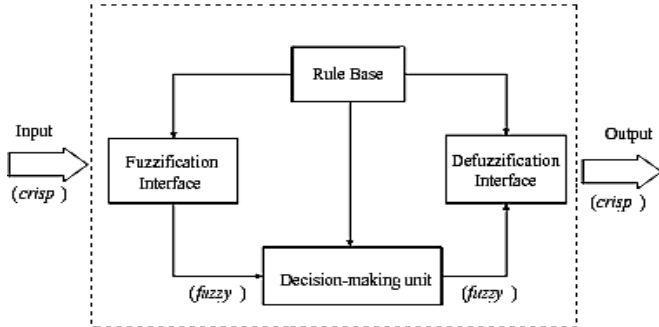 Rule Base
Input
(crisp )
Fuzzification
Interface
Defuzzification
Interface
Output
(crisp )
Decision-making unit
(fuzzy )
(fuzzy )